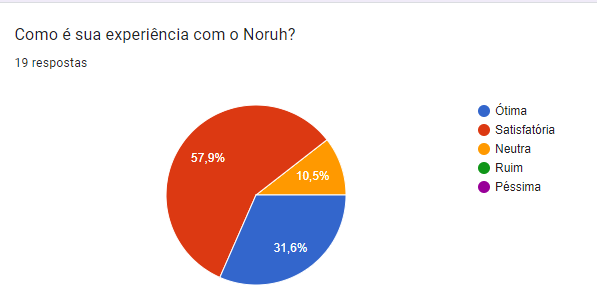 Como é sua experiência com o Noruh?
19 respostas
57,9%
10,5%
31,6%
Ótima
Satisfatória
Neutra
Ruim
Péssima